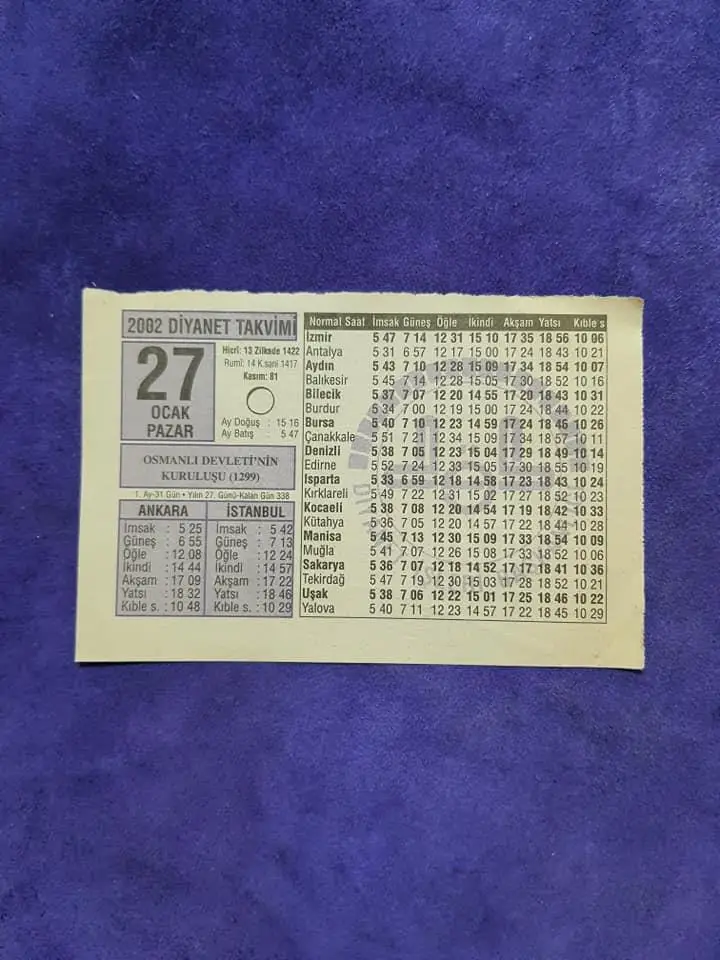 2002 DİYANET TAKVİMİ
27
OCAK
PAZAR
Hicrî: 13 Zilkade 1422
Rumî: 14 K.sani 1417
Kasım: 81
Ay Doğuş : 15 16
Ay Batış : 5 47
OSMANLI DEVLETİ'NİN
KURULUŞU (1299)
1. Ay-31 Gün • Yılın 27. Günü-Kalan Gün 338
ANKARA
İmsak : 5 25
Güneş : 6 55
Öğle : 12 08
İkindi : 14 44
Akşam : 17 09
Yatsı : 18 32
Kıble s. : 10 48
İSTANBUL
İmsak : 5 42
Güneş : 7 13
Öğle : 12 24
İkindi : 14 57
Akşam : 17 22
Yatsı : 18 46
Kıble s. : 10 29
Normal Saat İmsak Güneş Öğle İkindi Akşam Yatsı Kıble s
İzmir 5 47 7 14 12 31 15 10 17 35 18 56 10 06
Antalya 5 31 6 57 12 17 15 00 17 24 18 43 10 21
Aydın 5 43 7 10 12 28 15 09 17 34 18 54 10 07
Balıkesir 5 45 7 14 12 28 15 05 17 30 18 52 10 16
Bilecik 5 37 7 07 12 20 14 55 17 20 18 43 10 31
Burdur 5 34 7 00 12 19 15 00 17 24 18 44 10 22
Bursa 5 40 7 10 12 23 14 59 17 24 18 46 10 26
Çanakkale 5 51 7 21 12 34 15 09 17 34 18 57 10 11
Denizli 5 38 7 05 12 23 15 04 17 29 18 49 10 14
Edirne 5 52 7 24 12 33 15 05 17 30 18 55 10 19
Isparta 5 33 6 59 12 18 14 58 17 23 18 43 10 24
Kırklareli 5 49 7 22 12 31 15 02 17 27 18 52 10 23
Kocaeli 5 38 7 08 12 20 14 54 17 19 18 42 10 33
Kütahya 5 36 7 05 12 20 14 57 17 22 18 44 10 28
Manisa 5 45 7 13 12 30 15 09 17 33 18 54 10 09
Muğla 5 41 7 07 12 26 15 08 17 33 18 52 10 06
Sakarya 5 36 7 07 12 18 14 52 17 17 18 41 10 36
Tekirdağ 5 47 7 19 12 30 15 03 17 28 18 52 10 21
Uşak 5 38 7 06 12 22 15 01 17 25 18 46 10 22
Yalova 5 40 7 11 12 23 14 57 17 22 18 45 10 29